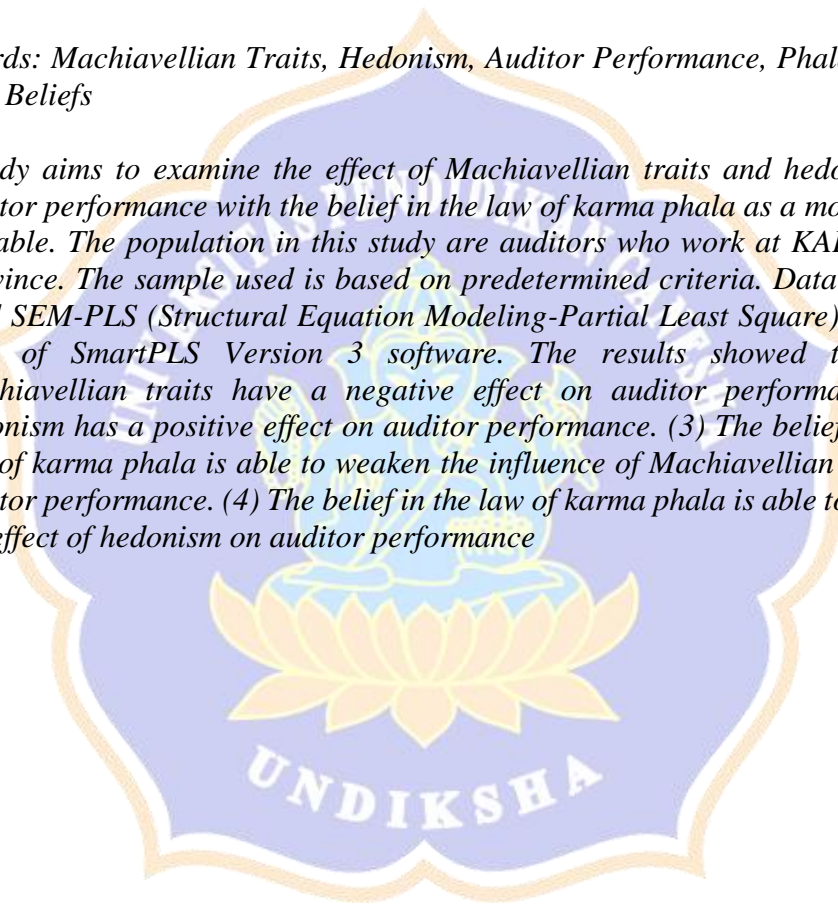 rds: Machiavellian Traits, Hedonism, Auditor Performance, Phal
Beliefs
dy aims to examine the effect of Machiavellian traits and hedo
tor performance with the belief in the law of karma phala as a mo
able. The population in this study are auditors who work at KA
vince. The sample used is based on predetermined criteria. Data
SEM-PLS (Structural Equation Modeling-Partial Least Square)
of SmartPLS Version 3 software. The results showed t
hiavellian traits have a negative effect on auditor performa
onism has a positive effect on auditor performance. (3) The belief
of karma phala is able to weaken the influence of Machiavellian
tor performance. (4) The belief in the law of karma phala is able to
effect of hedonism on auditor performance
UNIVERSITAS PENDIDIKAN GANESHA
UNDIKSHA